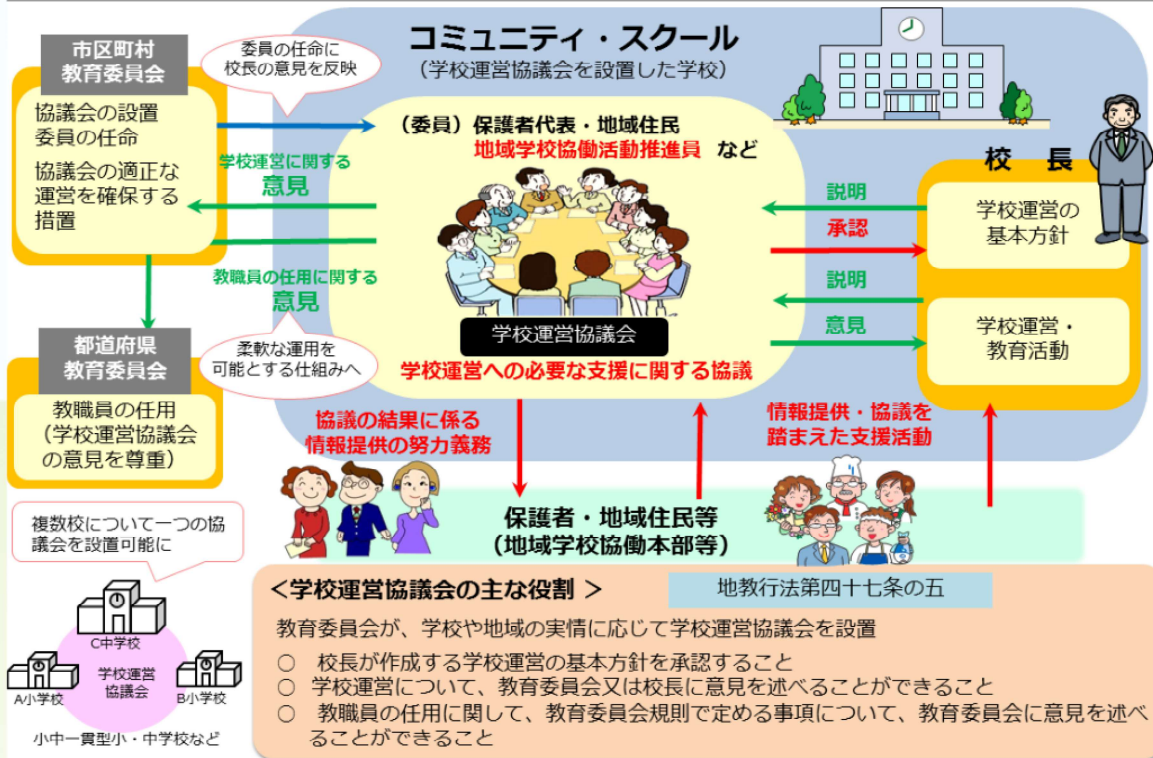 コミュニティ・スクール
(学校運営協議会を設置した学校)
市区町村
教育委員会
協議会の設置
委員の任命
協議会の適正な
運営を確保する
措置
委員の任命に
校長の意見を反映
(委員)保護者代表・地域住民
地域学校協働活動推進員 など
学校運営に関する
意見
教職員の任用に関する
意見
学校運営協議会
学校運営への必要な支援に関する協議
校 長
学校運営の
基本方針
説明
承認
説明
意見
学校運営・
教育活動
都道府県
教育委員会
教職員の任用
(学校運営協議会
の意見を尊重)
柔軟な運用を
可能とする仕組みへ
協議の結果に係る
情報提供の努力義務
情報提供・協議を
踏まえた支援活動
保護者・地域住民等
(地域学校協働本部等)
複数校について一つの協
議会を設置可能に
C中学校
学校運営
協議会
A小学校
B小学校
小中一貫型小・中学校など
<学校運営協議会の主な役割 >
地教行法第四十七条の五
教育委員会が、学校や地域の実情に応じて学校運営協議会を設置
○ 校長が作成する学校運営の基本方針を承認すること
○ 学校運営について、教育委員会又は校長に意見を述べることができること
○ 教職員の任用に関して、教育委員会規則で定める事項について、教育委員会に意見を述べ
ることができること